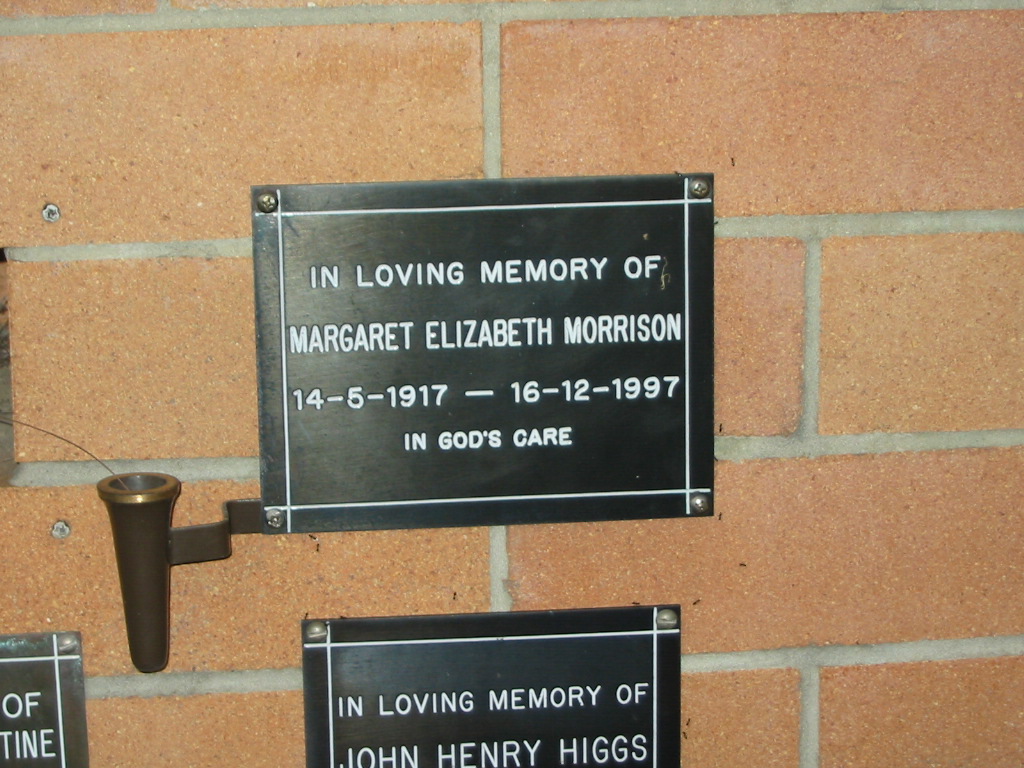 IN LOVING MEMORY OF
MARGARET ELIZABETH MORRISON
14-5-1917 — 16-12-1997
IN GOD'S CARE
IN LOVING MEMORY OF
JOHN HENRY HIGGS
OF
TINE